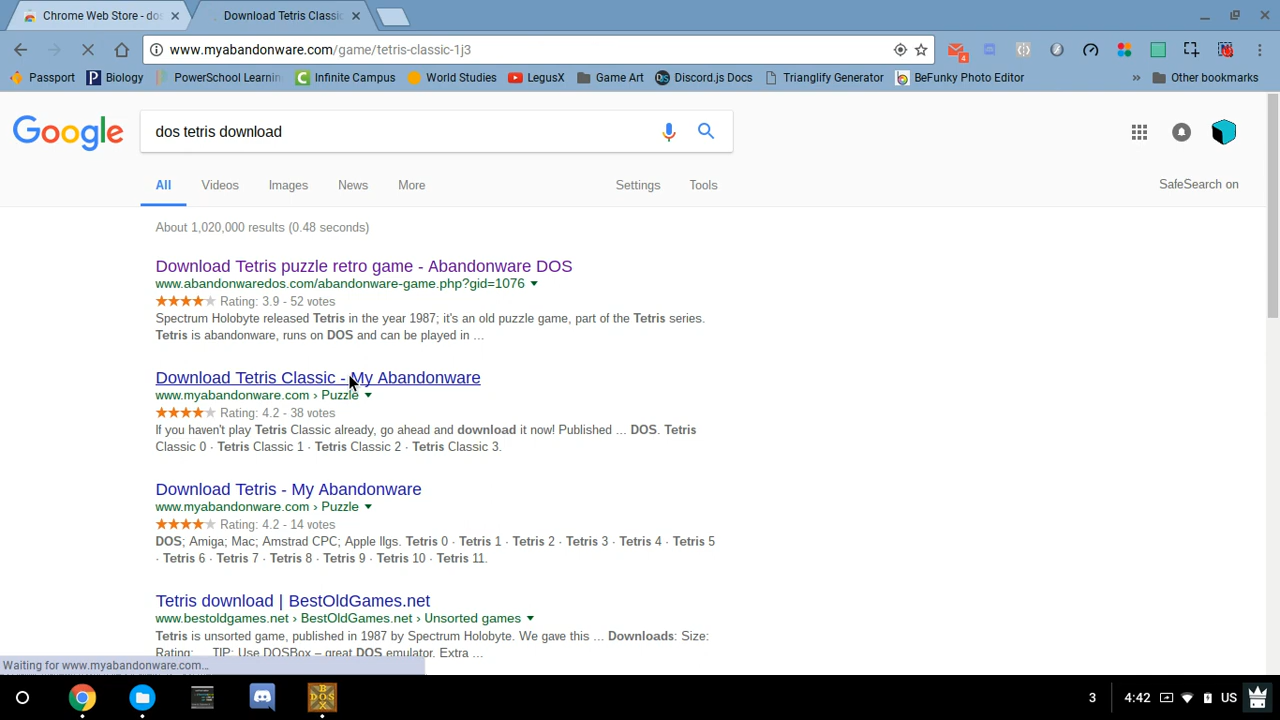 Chrome Web Store - dos
Download Tetris Classic
www.myabandonware.com/game/tetris-classic-1j3
4
Passport
Biology
PowerSchool Learnin
Infinite Campus
World Studies
LegusX
Game Art
Discord.js Docs
Trianglify Generator
BeFunky Photo Editor
»
Other bookmarks
Google
dos tetris download
All Videos Images News More Settings Tools
SafeSearch on
About 1,020,000 results (0.48 seconds)
Download Tetris puzzle retro game - Abandonware DOS
www.abandonwaredos.com/abandonware-game.php?gid=1076
Rating: 3.9 - 52 votes
Spectrum Holobyte released Tetris in the year 1987; it's an old puzzle game, part of the Tetris series.
Tetris is abandonware, runs on DOS and can be played in ...
Download Tetris Classic - My Abandonware
www.myabandonware.com › Puzzle
Rating: 4.2 - 38 votes
If you haven't play Tetris Classic already, go ahead and download it now! Published ... DOS. Tetris
Classic 0 · Tetris Classic 1 · Tetris Classic 2 · Tetris Classic 3.
Download Tetris - My Abandonware
www.myabandonware.com › Puzzle
Rating: 4.2 - 14 votes
DOS; Amiga; Mac; Amstrad CPC; Apple IIgs. Tetris 0 · Tetris 1 · Tetris 2 · Tetris 3 · Tetris 4 · Tetris 5
· Tetris 6 · Tetris 7 · Tetris 8 · Tetris 9 · Tetris 10 · Tetris 11.
Tetris download | BestOldGames.net
www.bestoldgames.net › BestOldGames.net › Unsorted games
Tetris is unsorted game, published in 1987 by Spectrum Holobyte. We gave this ... Downloads: Size:
Rating: TIP: Use DOSBox – great DOS emulator. Extra ...
Waiting for www.myabandonware.com...
DOS
3 4:42 US